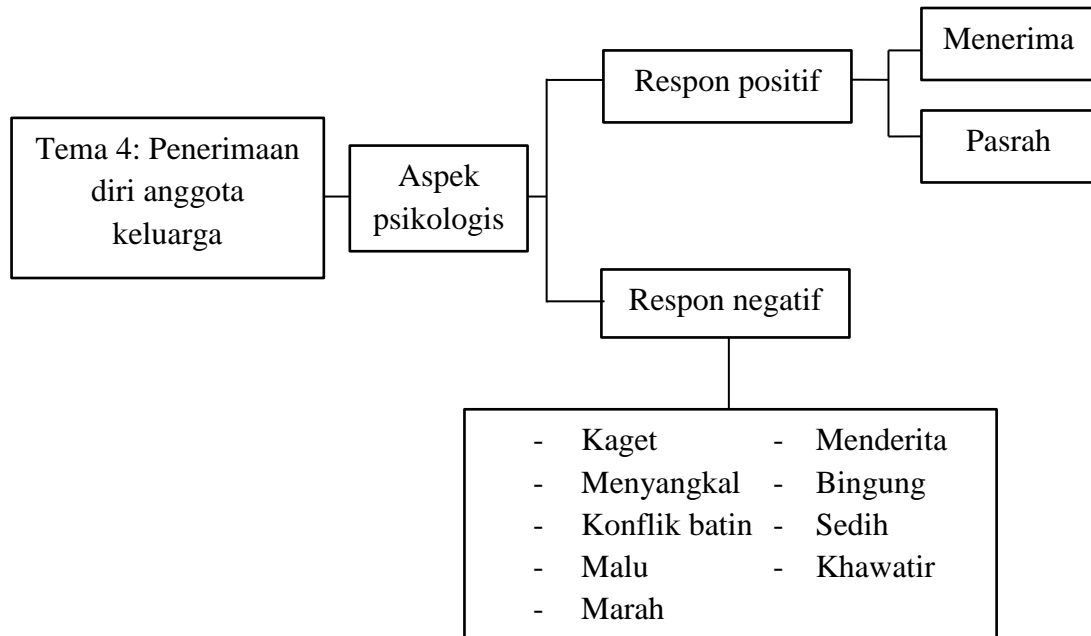 Tema 4: Penerimaan
diri anggota
keluarga
Aspek
psikologis
Respon positif
Menerima
Pasrah
Respon negatif
- Kaget
- Menyangkal
- Konflik batin
- Malu
- Marah
- Menderita
- Bingung
- Sedih
- Khawatir